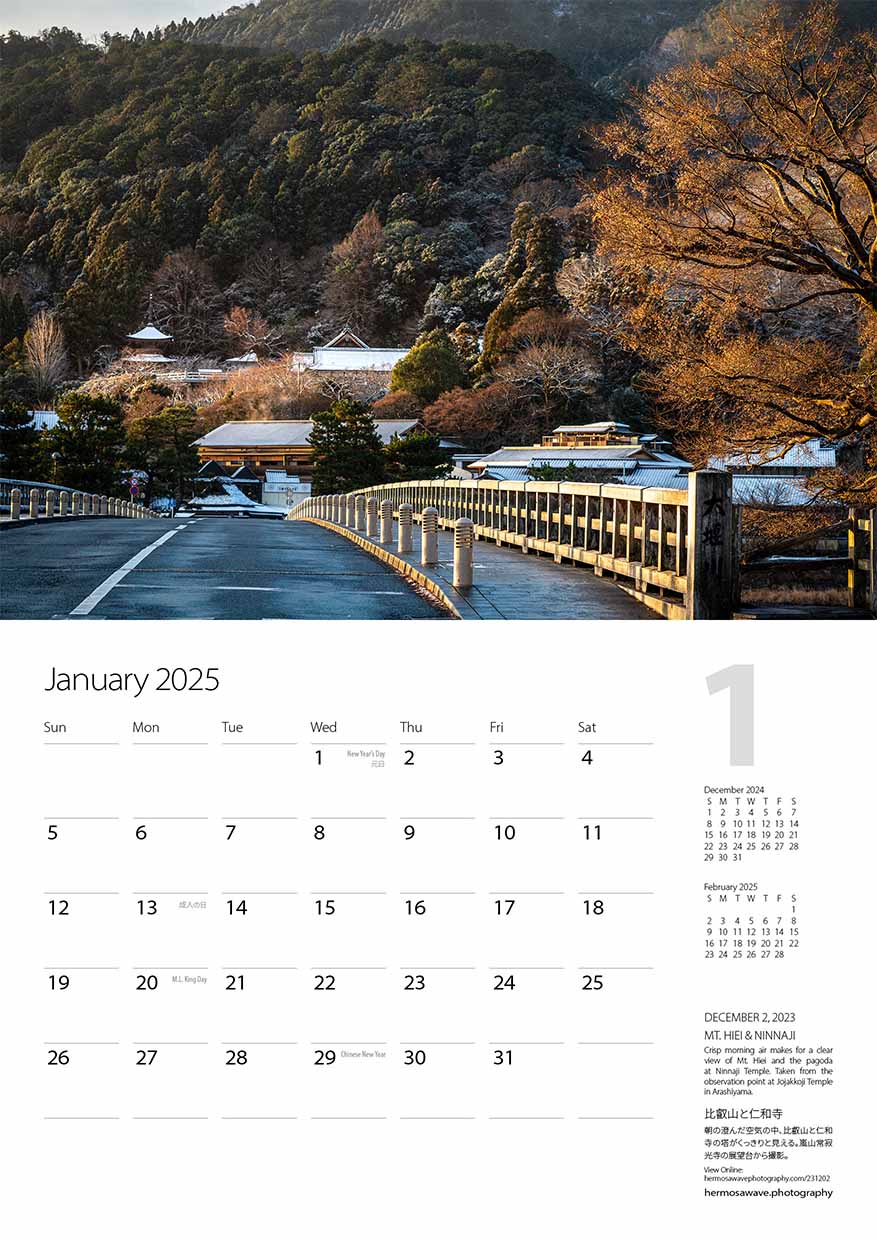 大堰
January 2025
1
Sun Mon Tue Wed Thu Fri Sat
1 New Year's Day 2 3 4
元日
5 6 7 8 9 10 11
12 13 成人の日 14 15 16 17 18
19 20 M.L. King Day 21 22 23 24 25
26 27 28 29 Chinese New Year 30 31
December 2024
S M T W T F S
1 2 3 4 5 6 7
8 9 10 11 12 13 14
15 16 17 18 19 20 21
22 23 24 25 26 27 28
29 30 31
February 2025
S M T W T F S
1
2 3 4 5 6 7 8
9 10 11 12 13 14 15
16 17 18 19 20 21 22
23 24 25 26 27 28
DECEMBER 2, 2023
MT. HIEI & NINNAJI
Crisp morning air makes for a clear
view of Mt. Hiei and the pagoda
at Ninnaji Temple. Taken from the
observation point at Jojakkoji Temple
in Arashiyama.
比叡山と仁和寺
朝の澄んだ空気の中、比叡山と仁和
寺の塔がくっきりと見える。嵐山常寂
光寺の展望台から撮影。
View Online:
hermosawavephotography.com/231202
hermosawave.photography